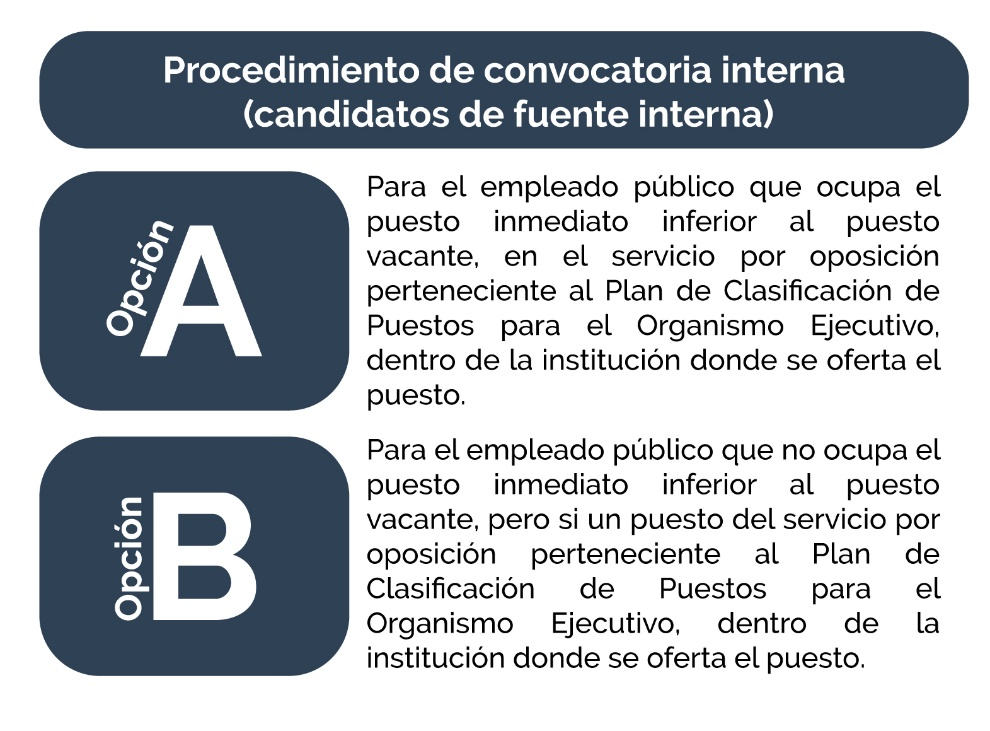 Procedimiento de convocatoria interna
(candidatos de fuente interna)
Opción
A
Para el empleado público que ocupa el
puesto inmediato inferior al puesto
vacante, en el servicio por oposición
perteneciente al Plan de Clasificación de
Puestos para el Organismo Ejecutivo,
dentro de la institución donde se oferta el
puesto.
Opción
B
Para el empleado público que no ocupa el
puesto inmediato inferior al puesto
vacante, pero si un puesto del servicio por
oposición perteneciente al Plan de
Clasificación de Puestos para el
Organismo Ejecutivo, dentro de la
institución donde se oferta el puesto.